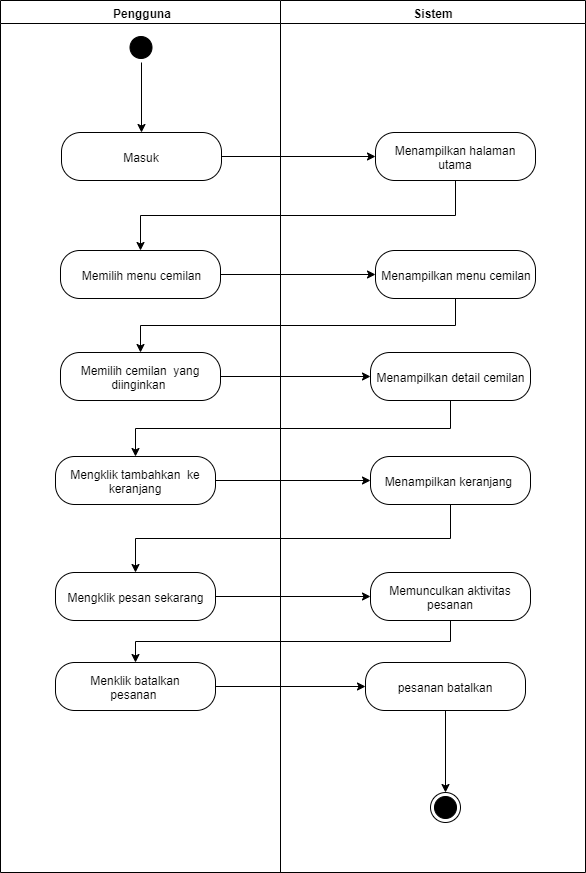 Pengguna
Sistem
Masuk
Menampilkan halaman
utama
Memilih menu cemilan
Menampilkan menu cemilan
Memilih cemilan yang
diinginkan
Menampilkan detail cemilan
Mengklik tambahkan ke
keranjang
Menampilkan keranjang
Mengklik pesan sekarang
Memunculkan aktivitas
pesanan
Menklik batalkan
pesanan
pesanan batalkan